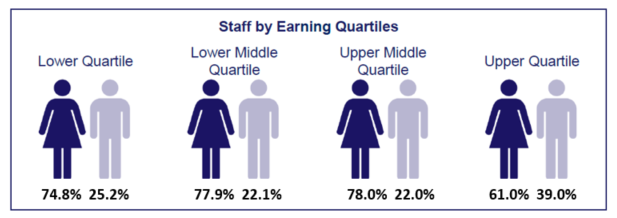 Staff by Earning Quartiles
Lower Quartile
Lower Middle
Quartile
Upper Middle
Quartile
Upper Quartile
74.8% 25.2%
77.9% 22.1%
78.0% 22.0%
61.0% 39.0%